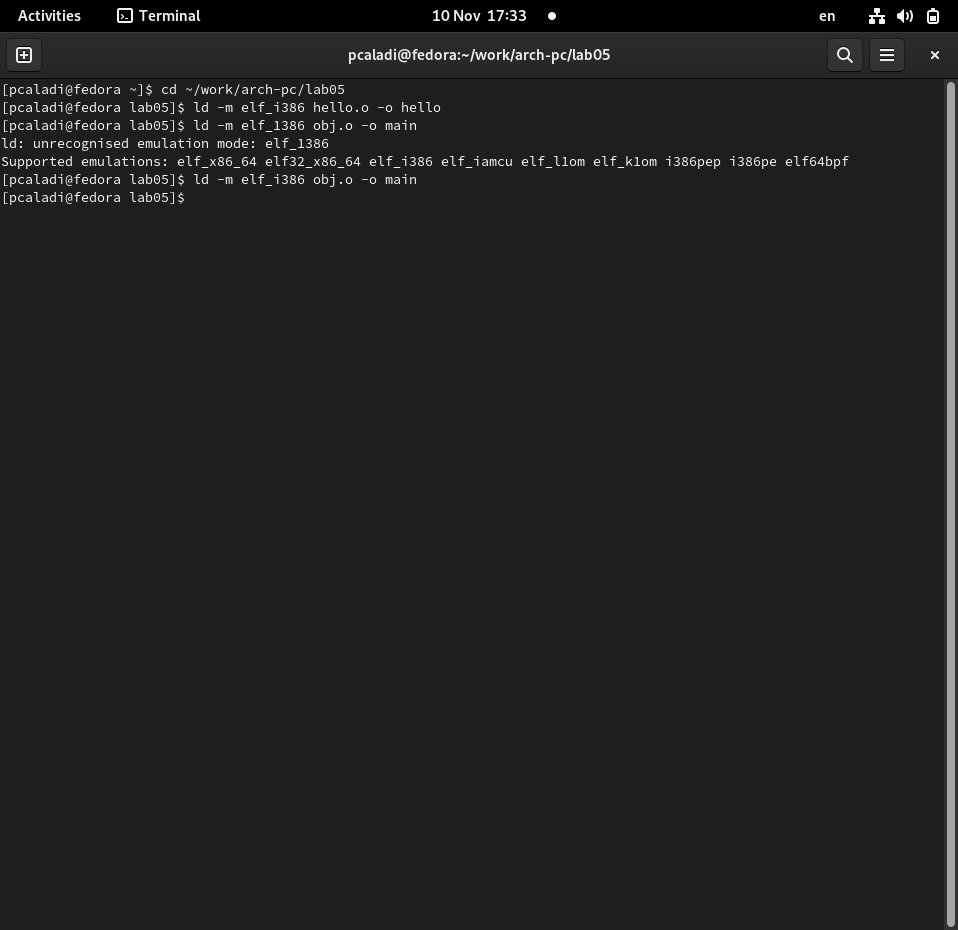 Activities Terminal 10 Nov 17:33 en
pcaladi@fedora:~/work/arch-pc/lab05
[pcaladi@fedora ~]$ cd ~/work/arch-pc/lab05
[pcaladi@fedora lab05]$ ld -m elf_i386 hello.o -o hello
[pcaladi@fedora lab05]$ ld -m elf_1386 obj.o -o main
ld: unrecognised emulation mode: elf_1386
Supported emulations: elf_x86_64 elf32_x86_64 elf_i386 elf_iamcu elf_l1om elf_k1om i386pep i386pe elf64bpf
[pcaladi@fedora lab05]$ ld -m elf_i386 obj.o -o main
[pcaladi@fedora lab05]$